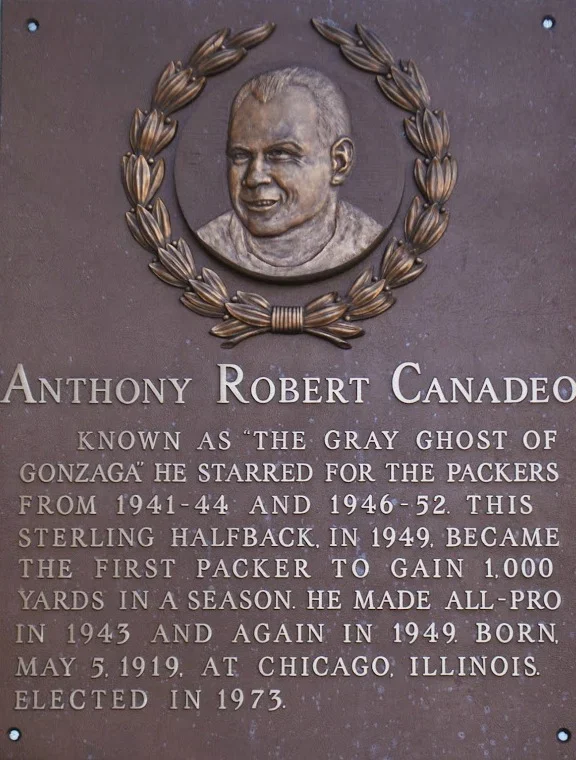 ANTHONY ROBERT CANADEO
KNOWN AS "THE GRAY GHOST OF
GONZAGA" HE STARRED FOR THE PACKERS
FROM 1941-44 AND 1946-52. THIS
STERLING HALFBACK, IN 1949, BECAME
THE FIRST PACKER TO GAIN 1,000
YARDS IN A SEASON. HE MADE ALL-PRO
IN 1943 AND AGAIN IN 1949. BORN,
MAY 5, 1919, AT CHICAGO, ILLINOIS.
ELECTED IN 1973.